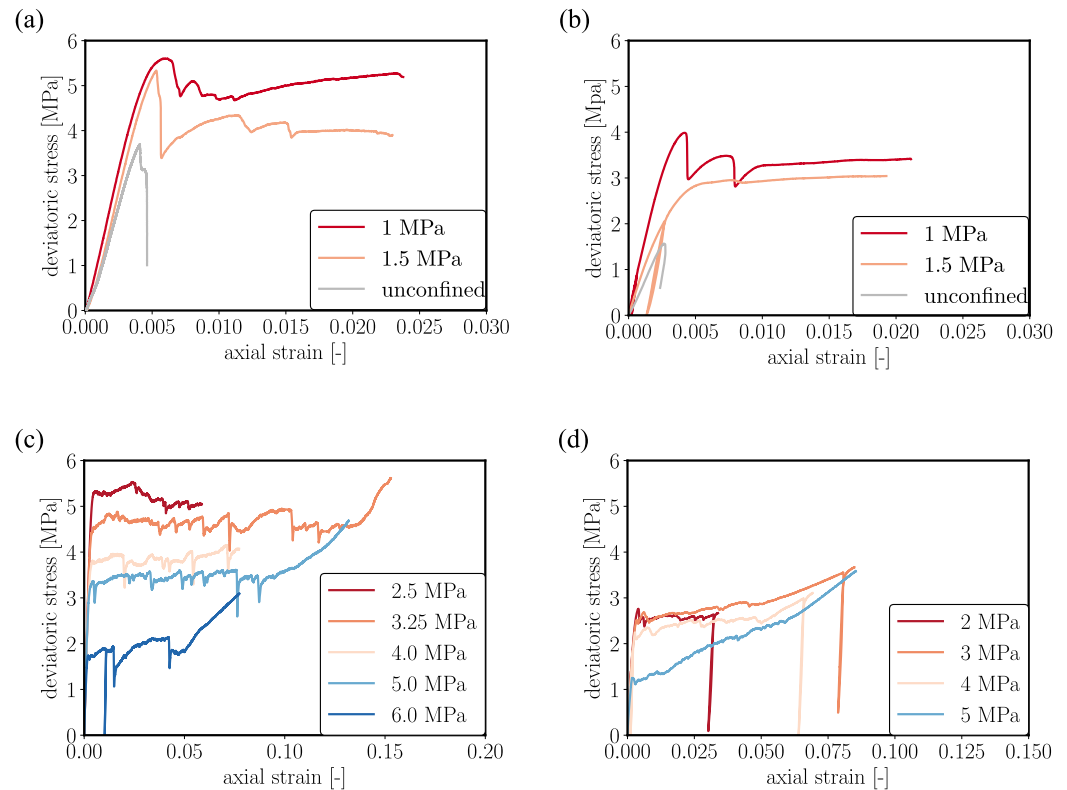 (a)
6
5
4
3
2
1
0
deviatoric stress [MPa]
1 MPa
1.5 MPa
unconfined
0.000 0.005 0.010 0.015 0.020 0.025 0.030
axial strain [-]
(b)
6
5
4
3
2
1
0
deviatoric stress [Mpa]
1 MPa
1.5 MPa
unconfined
0.000 0.005 0.010 0.015 0.020 0.025 0.030
axial strain [-]
(c)
6
5
4
3
2
1
0
deviatoric stress [MPa]
2.5 MPa
3.25 MPa
4.0 MPa
5.0 MPa
6.0 MPa
0.00 0.05 0.10 0.15 0.20
axial strain [-]
(d)
6
5
4
3
2
1
0
deviatoric stress [MPa]
2 MPa
3 MPa
4 MPa
5 MPa
0.000 0.025 0.050 0.075 0.100 0.125 0.150
axial strain [-]